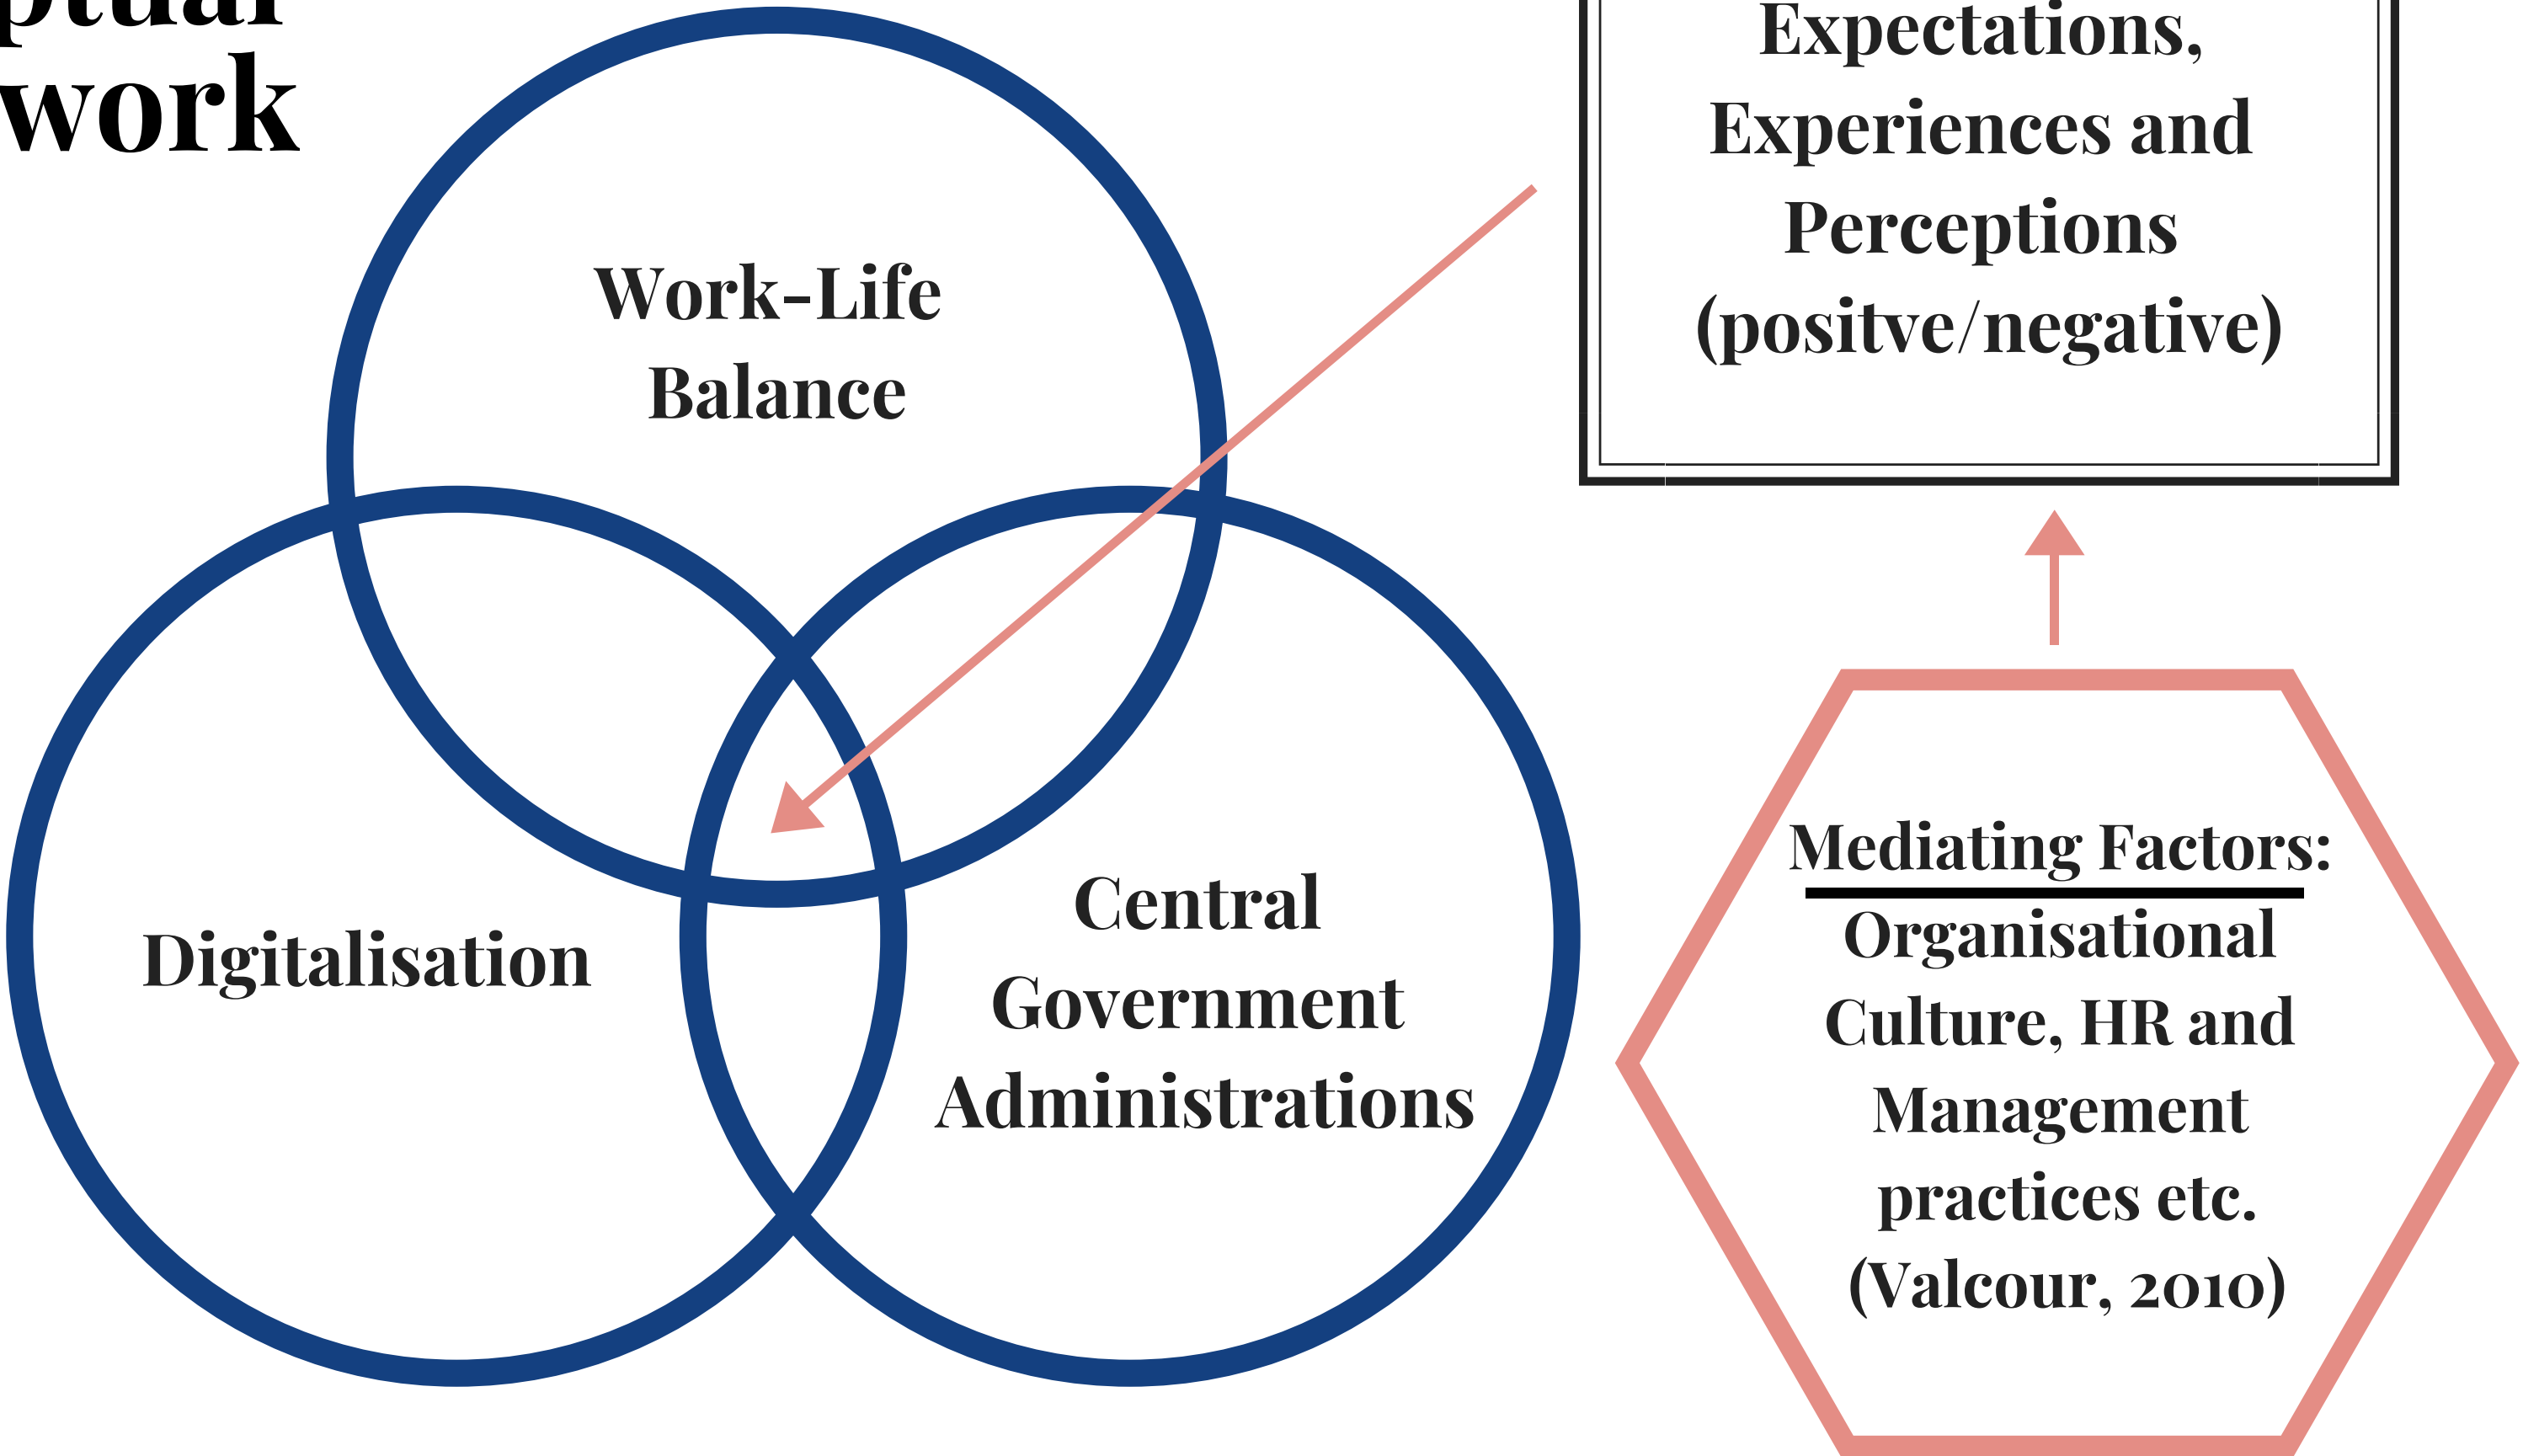 work
Work-Life
Balance
Digitalisation
Central
Government
Administrations
Expectations,
Experiences and
Perceptions
(positve/negative)
Mediating Factors:
Organisational
Culture, HR and
Management
practices etc.
(Valcour, 2010)